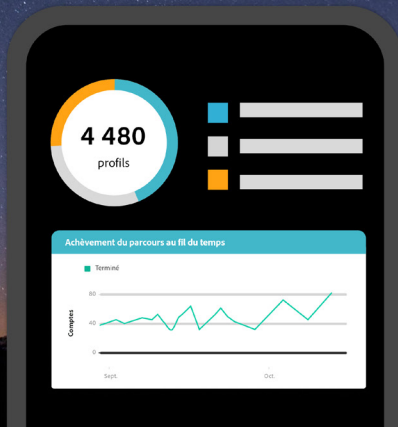 4 480
profils
Achèvement du parcours au fil du temps
Terminé
Comptes
60
40
0
Sept.
Oct.